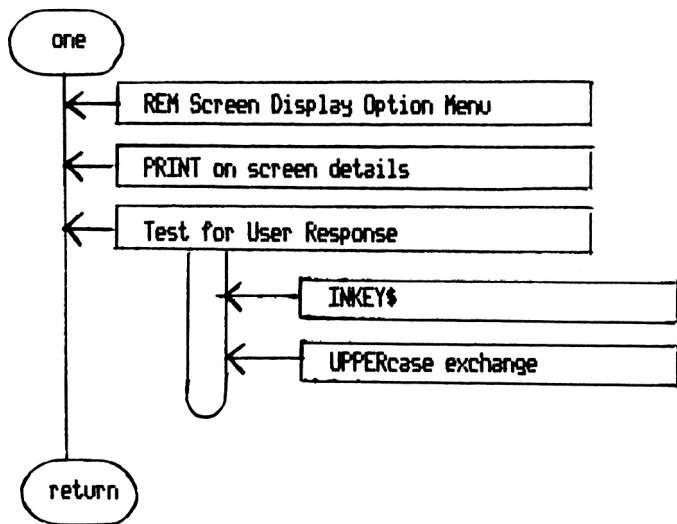 one
REM Screen Display Option Menu
PRINT on screen details
Test for User Response
INKEY$
UPPERcase exchange
return